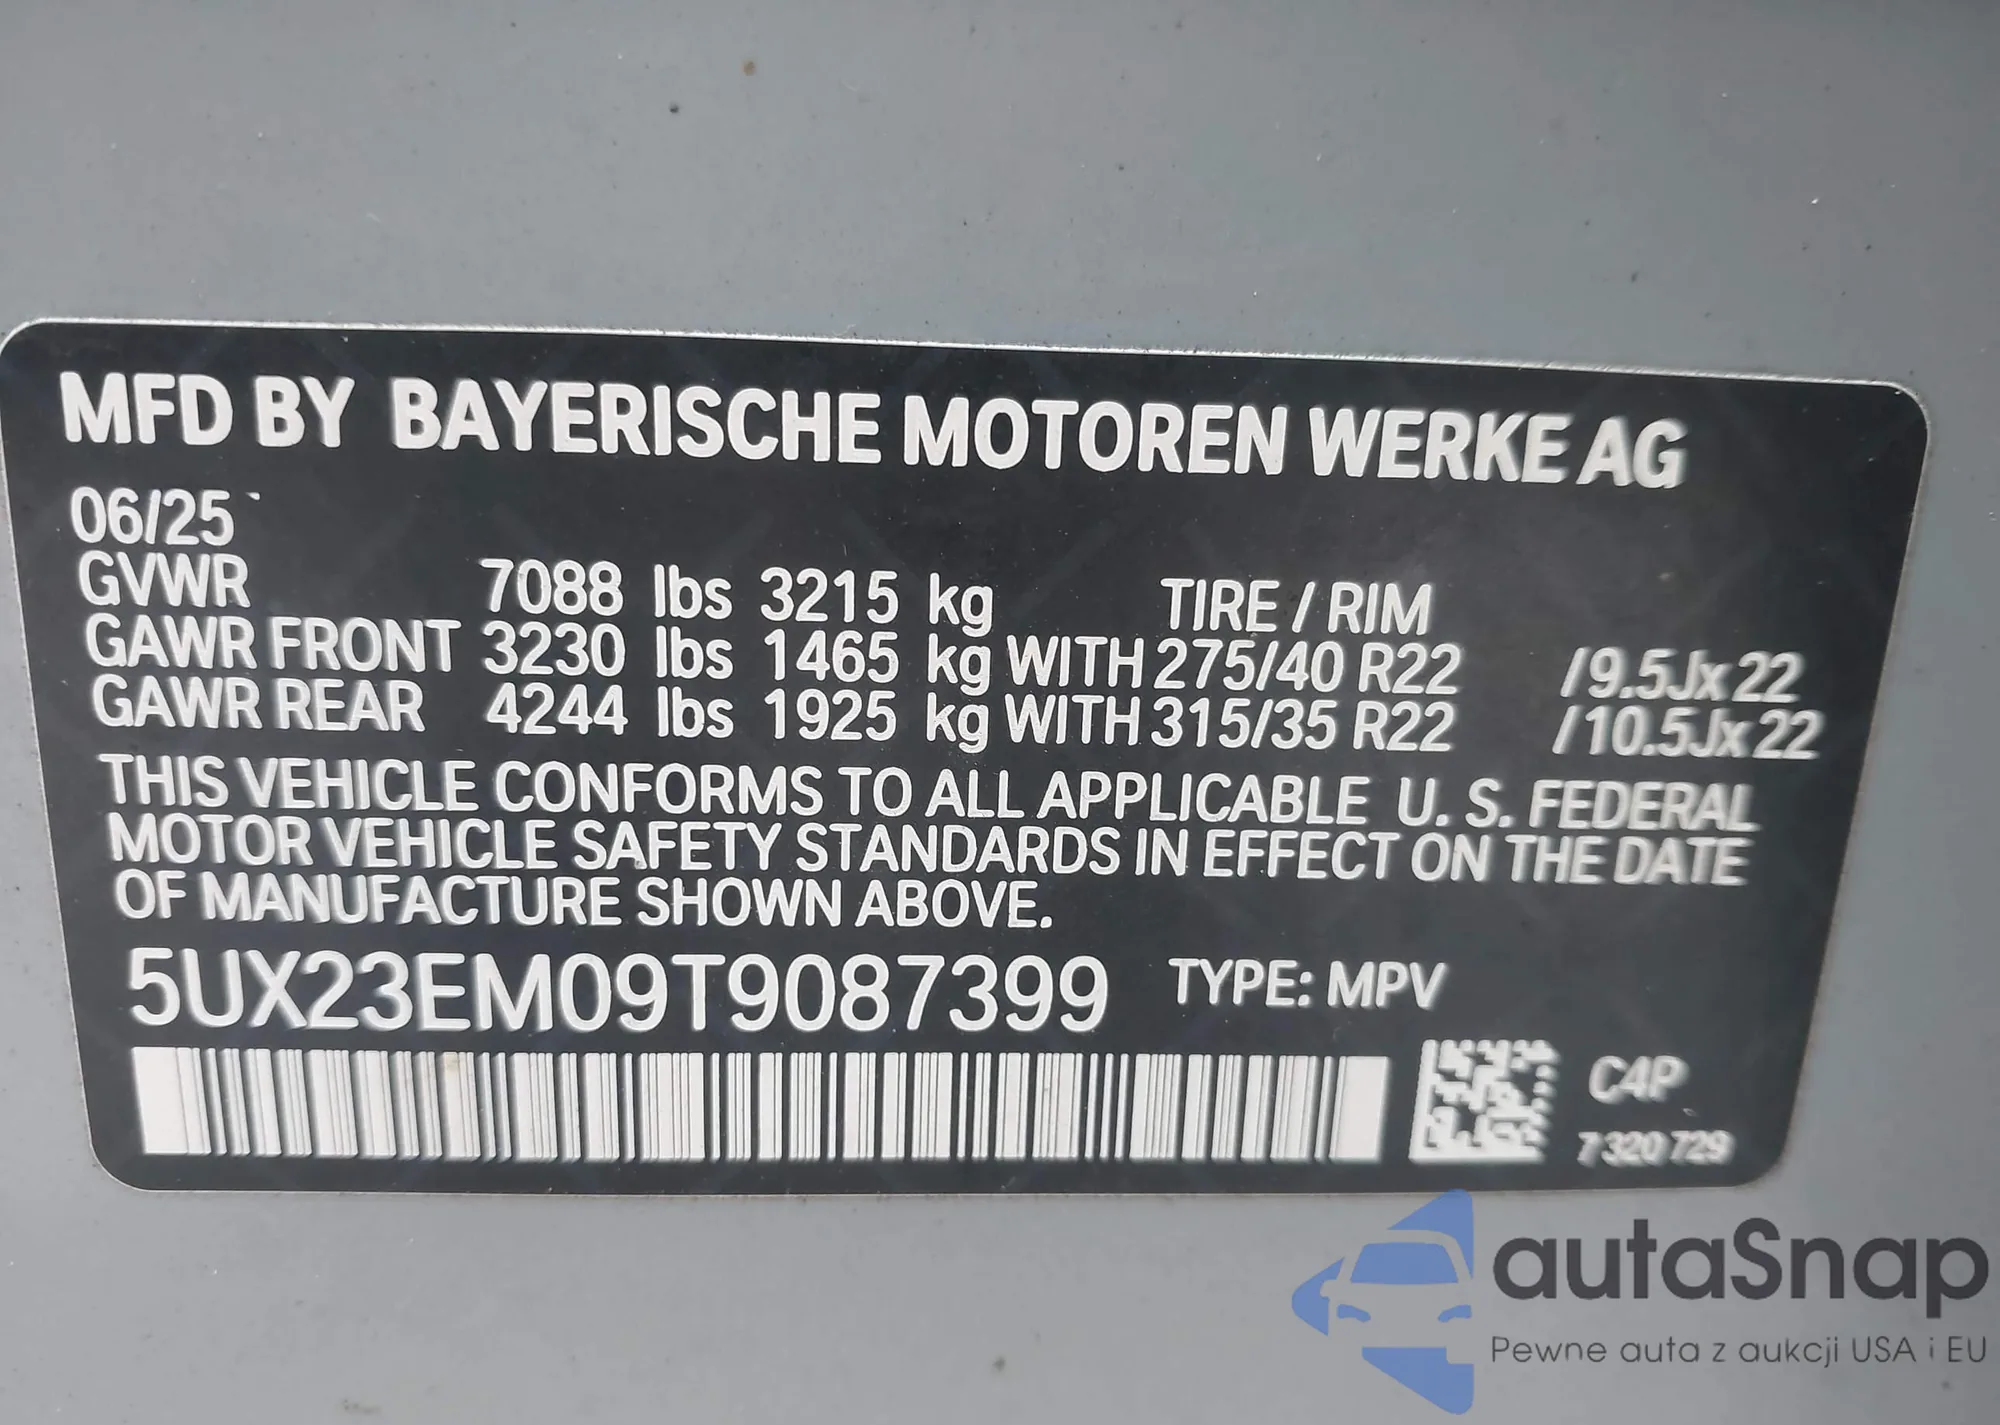 MFD BY BAYERISCHE MOTOREN WERKE AG
06/25
GVWR 7088 lbs 3215 kg TIRE / RIM
GAWR FRONT 3230 lbs 1465 kg WITH 275/40 R22 /9.5Jx22
GAWR REAR 4244 lbs 1925 kg WITH 315/35 R22 /10.5Jx22
THIS VEHICLE CONFORMS TO ALL APPLICABLE U. S. FEDERAL
MOTOR VEHICLE SAFETY STANDARDS IN EFFECT ON THE DATE
OF MANUFACTURE SHOWN ABOVE.
5UX23EM09T9087399 TYPE: MPV
C4P
7 320 729
autaSnap
Pewne auta z aukcji USA i EU